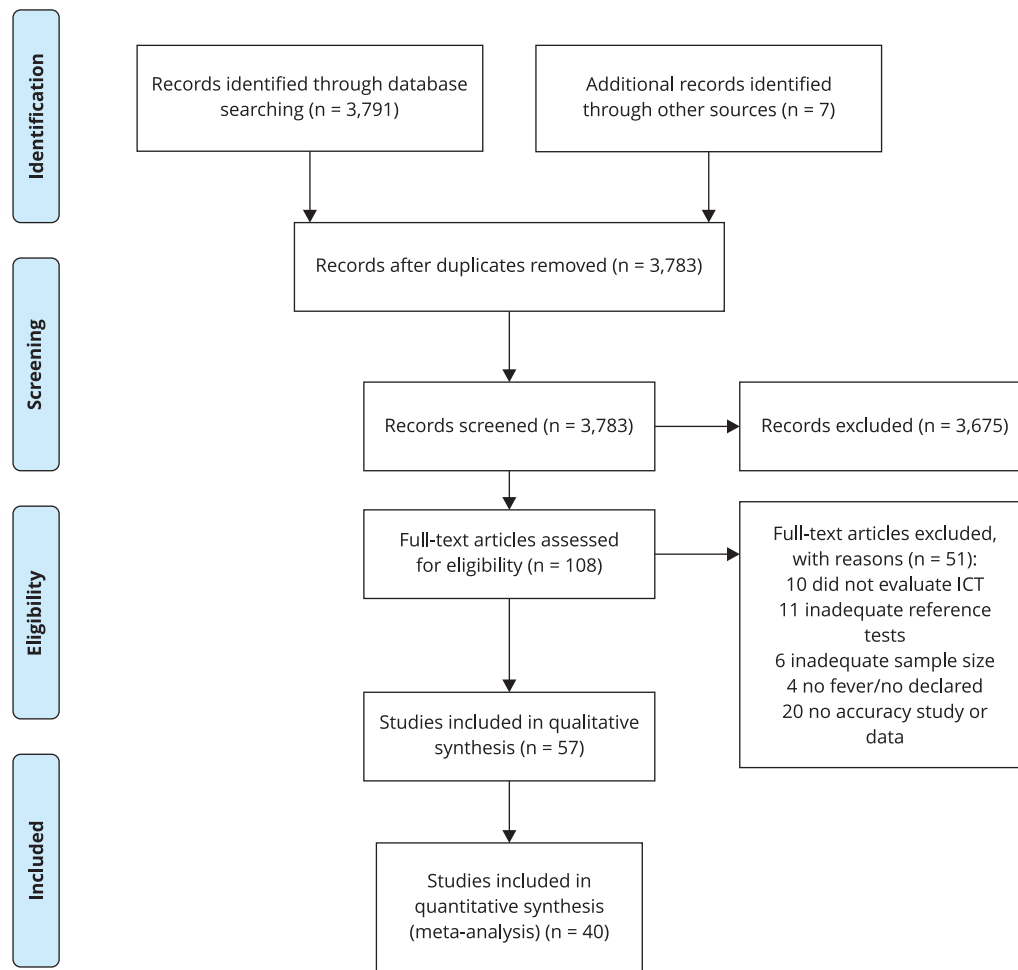 Identification
Records identified through database
searching (n = 3,791)
Additional records identified
through other sources (n = 7)
Records after duplicates removed (n = 3,783)
Screening
Records screened (n = 3,783)
Records excluded (n = 3,675)
Eligibility
Full-text articles assessed
for eligibility (n = 108)
Full-text articles excluded,
with reasons (n = 51):
10 did not evaluate ICT
11 inadequate reference
tests
6 inadequate sample size
4 no fever/no declared
20 no accuracy study or
data
Studies included in qualitative
synthesis (n = 57)
Included
Studies included in
quantitative synthesis
(meta-analysis) (n = 40)